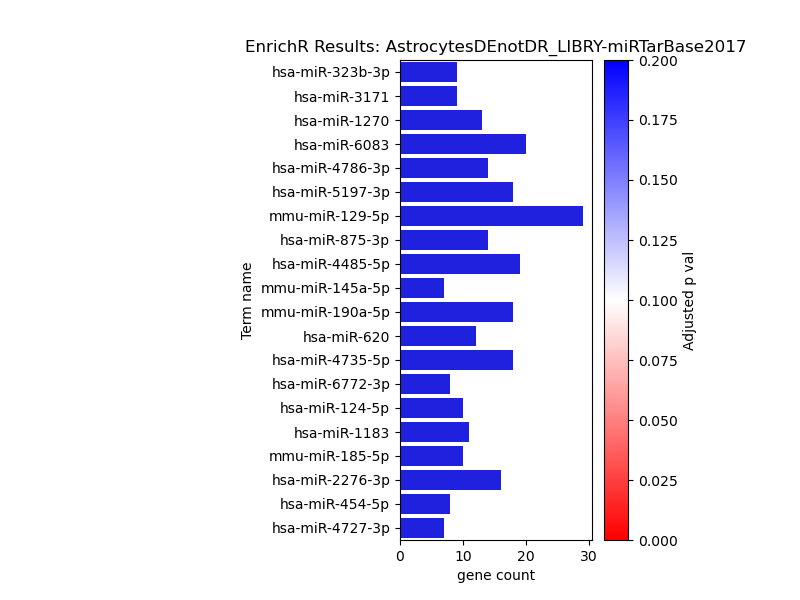 EnrichR Results: AstrocytesDEnotDR_LIBRY-miRTarBase2017
hsa-miR-323b-3p
hsa-miR-3171
hsa-miR-1270
hsa-miR-6083
hsa-miR-4786-3p
hsa-miR-5197-3p
mmu-miR-129-5p
hsa-miR-875-3p
hsa-miR-4485-5p
mmu-miR-145a-5p
mmu-miR-190a-5p
hsa-miR-620
hsa-miR-4735-5p
hsa-miR-6772-3p
hsa-miR-124-5p
hsa-miR-1183
mmu-miR-185-5p
hsa-miR-2276-3p
hsa-miR-454-5p
hsa-miR-4727-3p
Term name
0 10 20 30
gene count
0.200
0.175
0.150
0.125
0.100
0.075
0.050
0.025
0.000
Adjusted p val